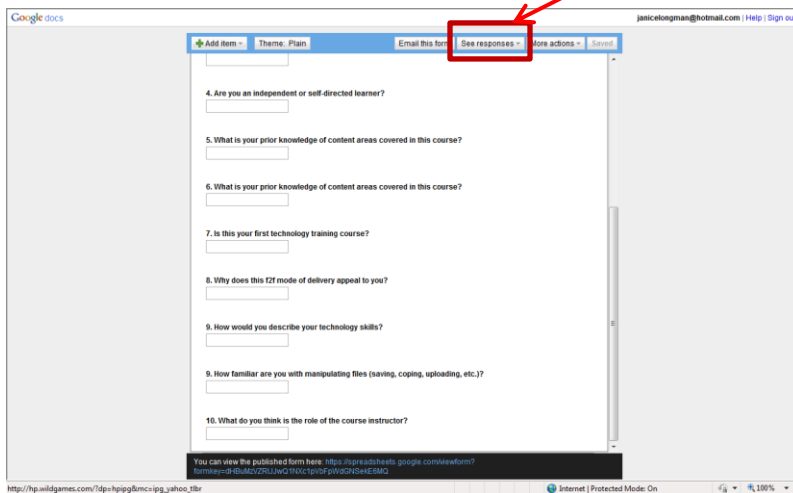 Google docs
janicelongman@hotmail.com | Help | Sign ou
Add item Theme: Plain Email this form See responses More actions Saved
4. Are you an independent or self-directed learner?
5. What is your prior knowledge of content areas covered in this course?
6. What is your prior knowledge of content areas covered in this course?
7. Is this your first technology training course?
8. Why does this f2f mode of delivery appeal to you?
9. How would you describe your technology skills?
9. How familiar are you with manipulating files (saving, coping, uploading, etc.)?
10. What do you think is the role of the course instructor?
You can view the published form here: https://spreadsheets.google.com/viewform?
http://hp.wildgames.com/?dp=hpipg&mc=ipg_yahoo_tlbr Internet | Protected Mode: On 100%